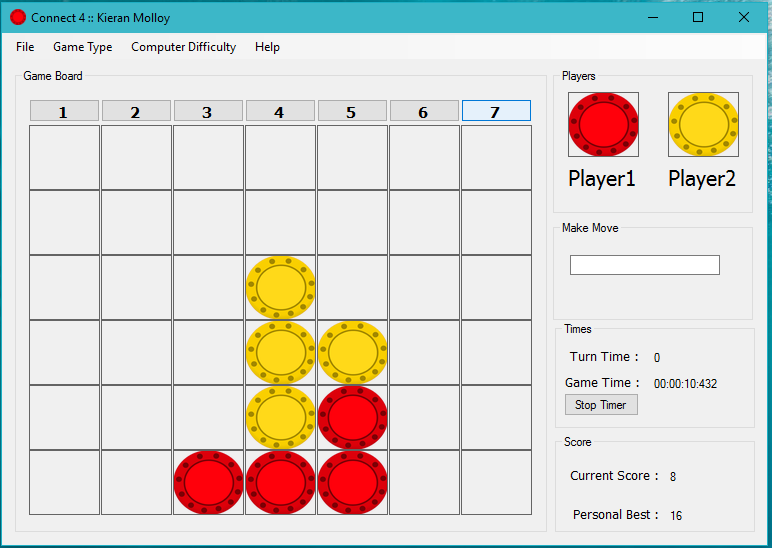 Connect 4 :: Kieran Molloy
File Game Type Computer Difficulty Help
Game Board
1 2 3 4 5 6 7
Players
Player1 Player2
Make Move
Times
Turn Time : 0
Game Time : 00:00:10:432
Stop Timer
Score
Current Score : 8
Personal Best : 16